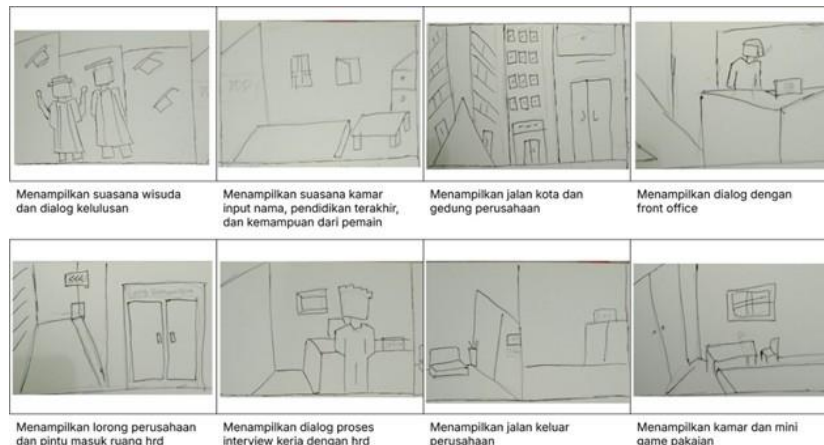 Menampilkan suasana wisuda
dan dialog kelulusan
Menampilkan suasana kamar
input nama, pendidikan terakhir,
dan kemampuan dari pemain
Menampilkan jalan kota dan
gedung perusahaan
Menampilkan dialog dengan
front office
<<<
Menampilkan lorong perusahaan
dan pintu masuk ruang hrd
Menampilkan dialog proses
interview kerja dengan hrd
Menampilkan jalan keluar
perusahaan
Menampilkan kamar dan mini
game pakaian